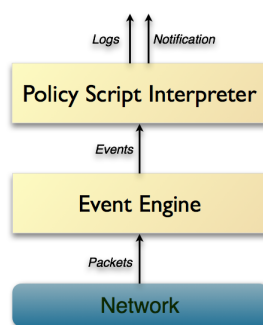 Logs Notification
Policy Script Interpreter
Events
Event Engine
Packets
Network